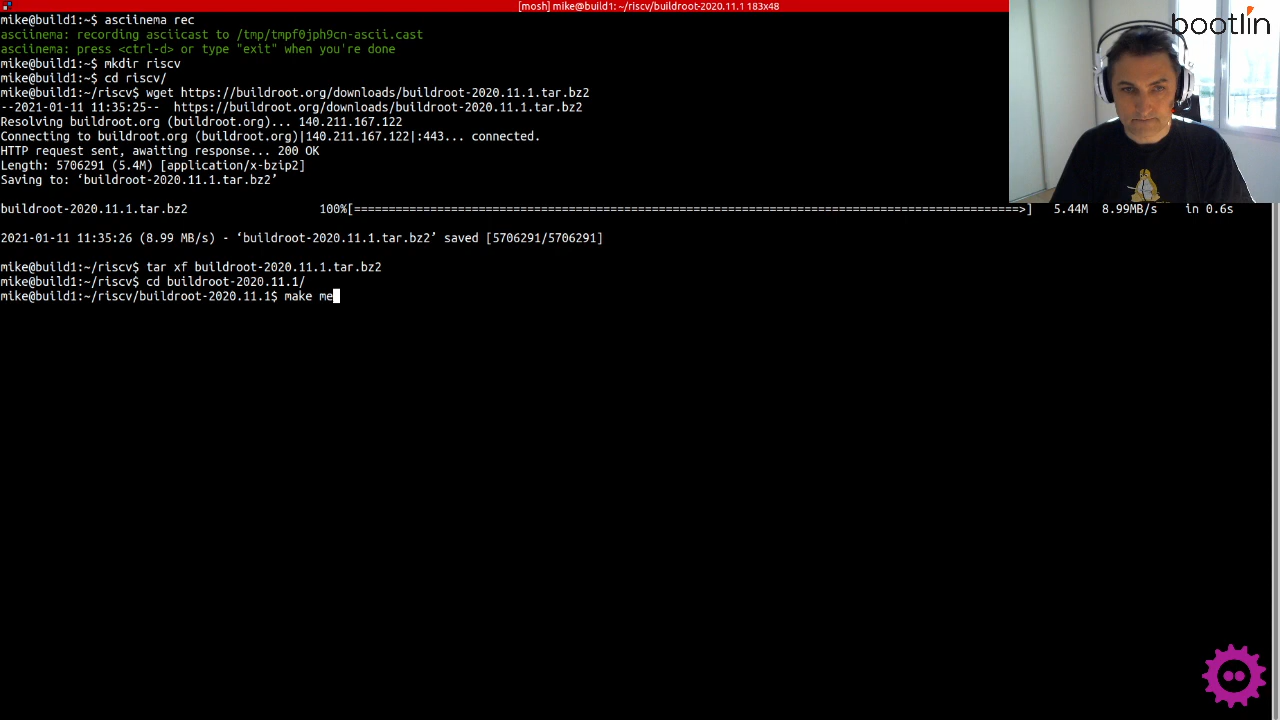 [mosh] mike@build1: ~/riscv/buildroot-2020.11.1 183x48
bootlin
mike@build1:~$ asciinema rec
asciinema: recording asciicast to /tmp/tmpf0jph9cn-ascii.cast
asciinema: press <ctrl-d> or type "exit" when you're done
mike@build1:~$ mkdir riscv
mike@build1:~$ cd riscv/
mike@build1:~/riscv$ wget https://buildroot.org/downloads/buildroot-2020.11.1.tar.bz2
--2021-01-11 11:35:25--  https://buildroot.org/downloads/buildroot-2020.11.1.tar.bz2
Resolving buildroot.org (buildroot.org)... 140.211.167.122
Connecting to buildroot.org (buildroot.org)|140.211.167.122|:443... connected.
HTTP request sent, awaiting response... 200 OK
Length: 5706291 (5.4M) [application/x-bzip2]
Saving to: ‘buildroot-2020.11.1.tar.bz2’
buildroot-2020.11.1.tar.bz2 100%[=================================================================================================>] 5.44M 8.99MB/s in 0.6s
2021-01-11 11:35:26 (8.99 MB/s) - ‘buildroot-2020.11.1.tar.bz2’ saved [5706291/5706291]
mike@build1:~/riscv$ tar xf buildroot-2020.11.1.tar.bz2
mike@build1:~/riscv$ cd buildroot-2020.11.1/
mike@build1:~/riscv/buildroot-2020.11.1$ make me